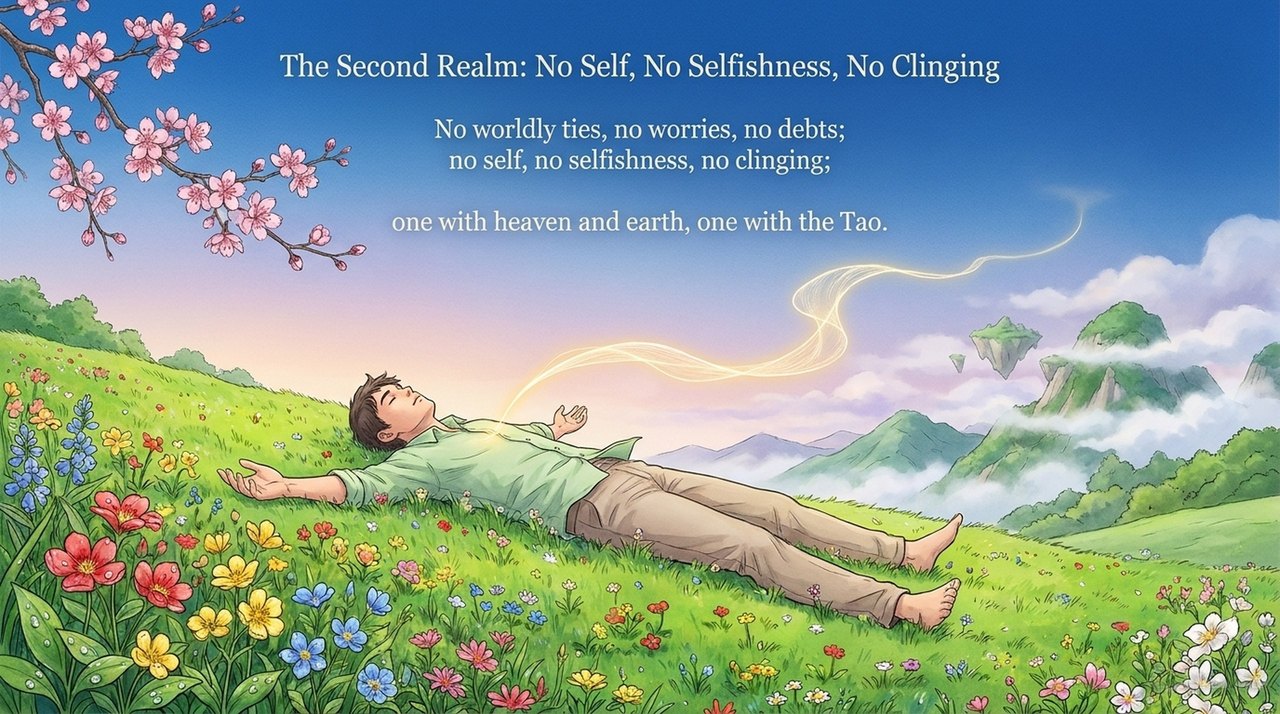 The Second Realm: No Self, No Selfishness, No Clinging
No worldly ties, no worries, no debts;
no self, no selfishness, no clinging;
one with heaven and earth, one with the Tao.